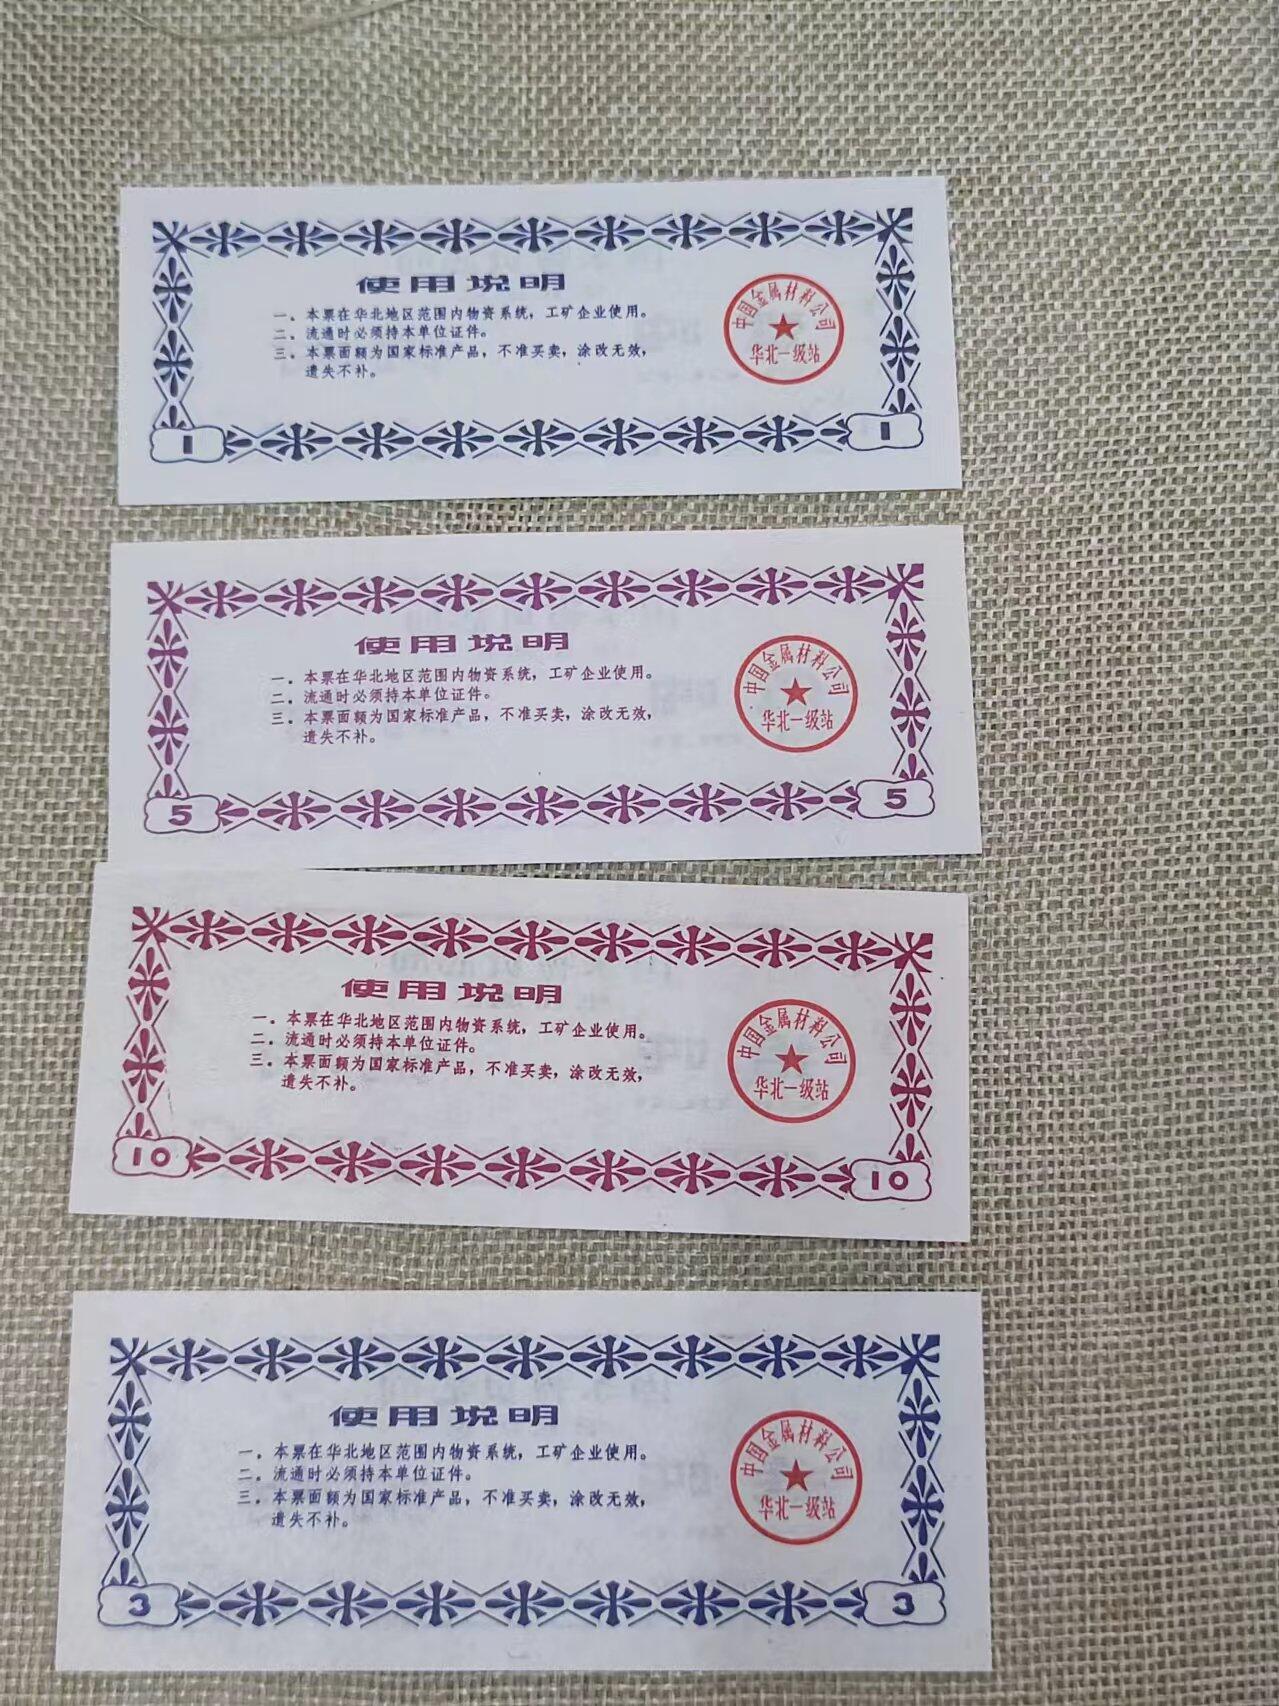 使用说明
一、本票在华北地区范围内物资系统，工矿企业使用。
二、流通时必须持本单位证件。
三、本票面额为国家标准产品，不准买卖，涂改无效，
遗失不补。
中国金属材料公司
华北一级站
1
1
使用说明
一、本票在华北地区范围内物资系统，工矿企业使用。
二、流通时必须持本单位证件。
三、本票面额为国家标准产品，不准买卖，涂改无效，
遗失不补。
中国金属材料公司
华北一级站
5
5
使用说明
一、本票在华北地区范围内物资系统，工矿企业使用。
二、流通时必须持本单位证件。
三、本票面额为国家标准产品，不准买卖，涂改无效，
遗失不补。
中国金属材料公司
华北一级站
10
10
使用说明
一、本票在华北地区范围内物资系统，工矿企业使用。
二、流通时必须持本单位证件。
三、本票面额为国家标准产品，不准买卖，涂改无效，
遗失不补。
中国金属材料公司
华北一级站
3
3